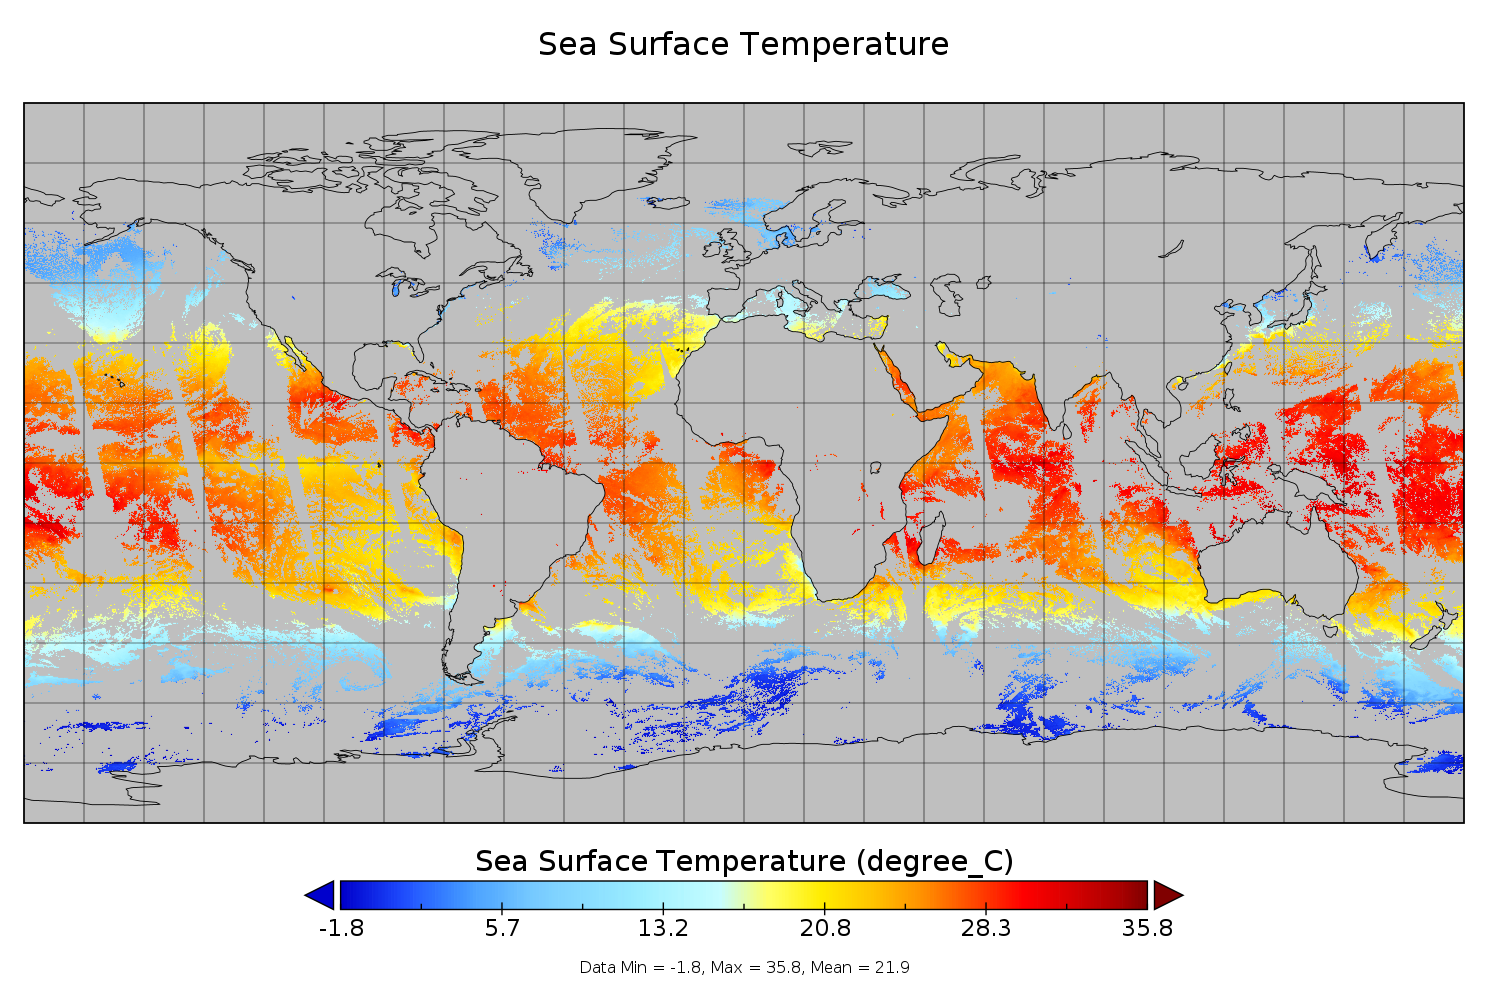 Sea Surface Temperature
Sea Surface Temperature (degree_C)
-1.8 5.7 13.2 20.8 28.3 35.8
Data Min = -1.8, Max = 35.8, Mean = 21.9